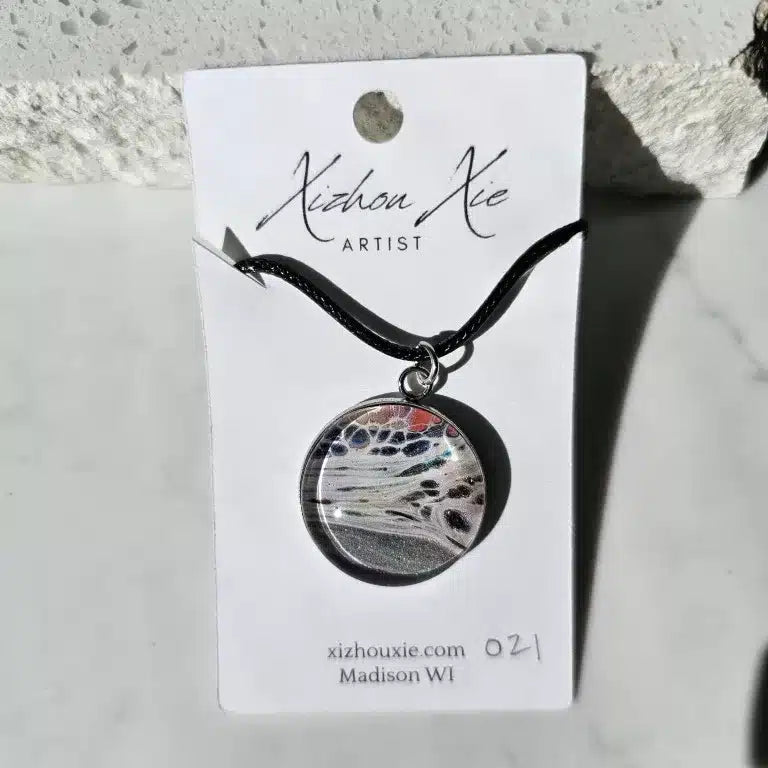 Xizhou Xie
ARTIST
xizhouxie.com 021
Madison WI